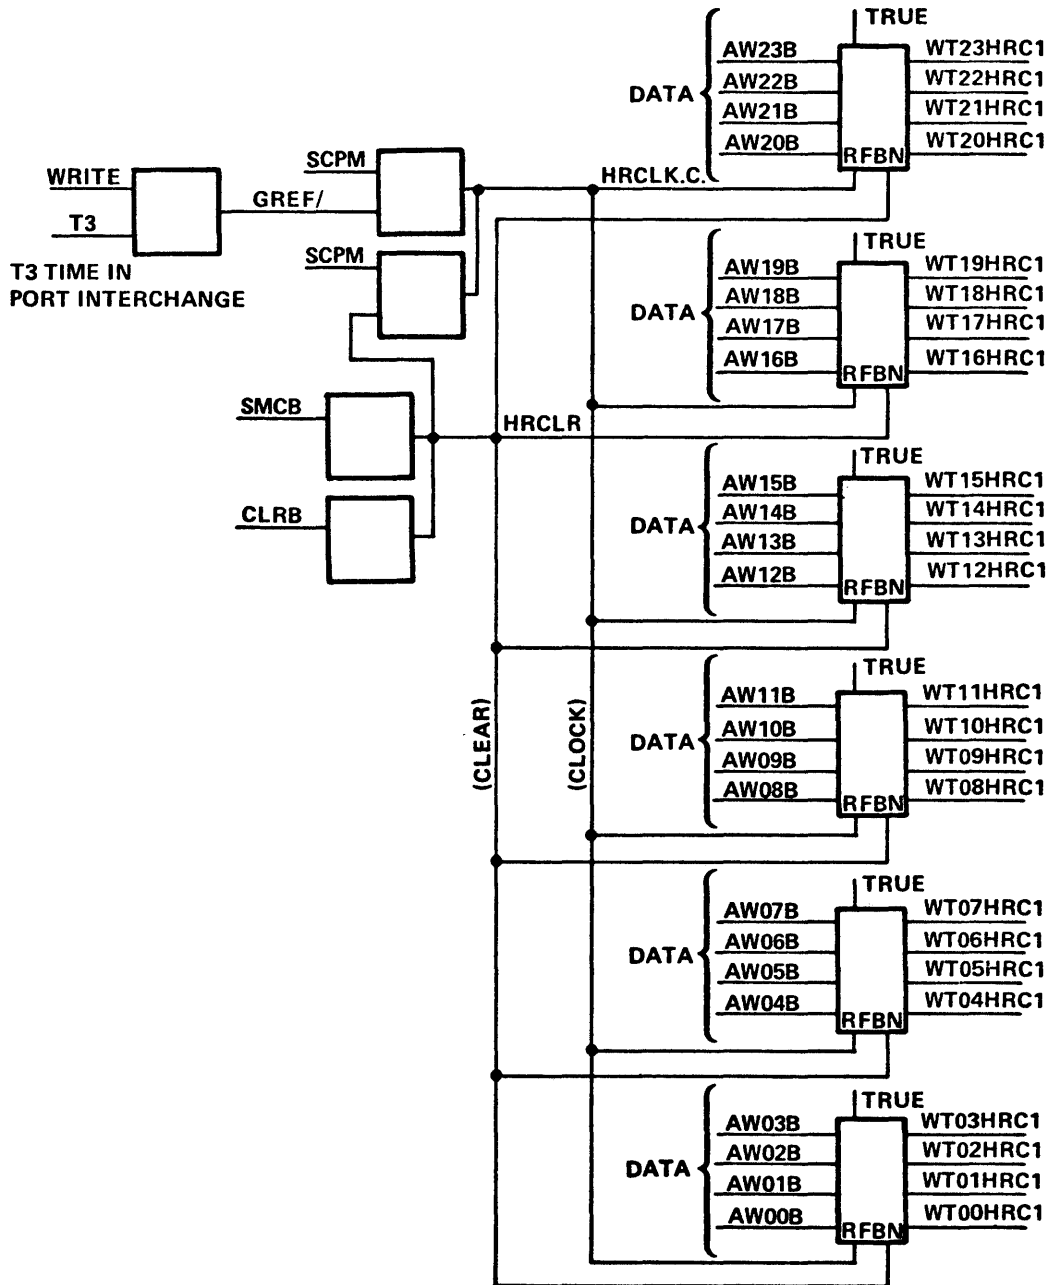 TRUE
AW23B WT23HRC1
AW22B WT22HRC1
DATA
AW21B WT21HRC1
AW20B RFBN WT20HRC1
SCPM
HRCLK.C.
WRITE
GREF/
T3
T3 TIME IN
PORT INTERCHANGE
SCPM
TRUE
AW19B WT19HRC1
AW18B WT18HRC1
DATA
AW17B WT17HRC1
AW16B RFBN WT16HRC1
SMCB
HRCLR
CLRB
TRUE
AW15B WT15HRC1
AW14B WT14HRC1
DATA
AW13B WT13HRC1
AW12B RFBN WT12HRC1
(CLEAR)
(CLOCK)
TRUE
AW11B WT11HRC1
AW10B WT10HRC1
DATA
AW09B WT09HRC1
AW08B RFBN WT08HRC1
TRUE
AW07B WT07HRC1
AW06B WT06HRC1
DATA
AW05B WT05HRC1
AW04B RFBN WT04HRC1
TRUE
AW03B WT03HRC1
AW02B WT02HRC1
DATA
AW01B WT01HRC1
AW00B RFBN WT00HRC1